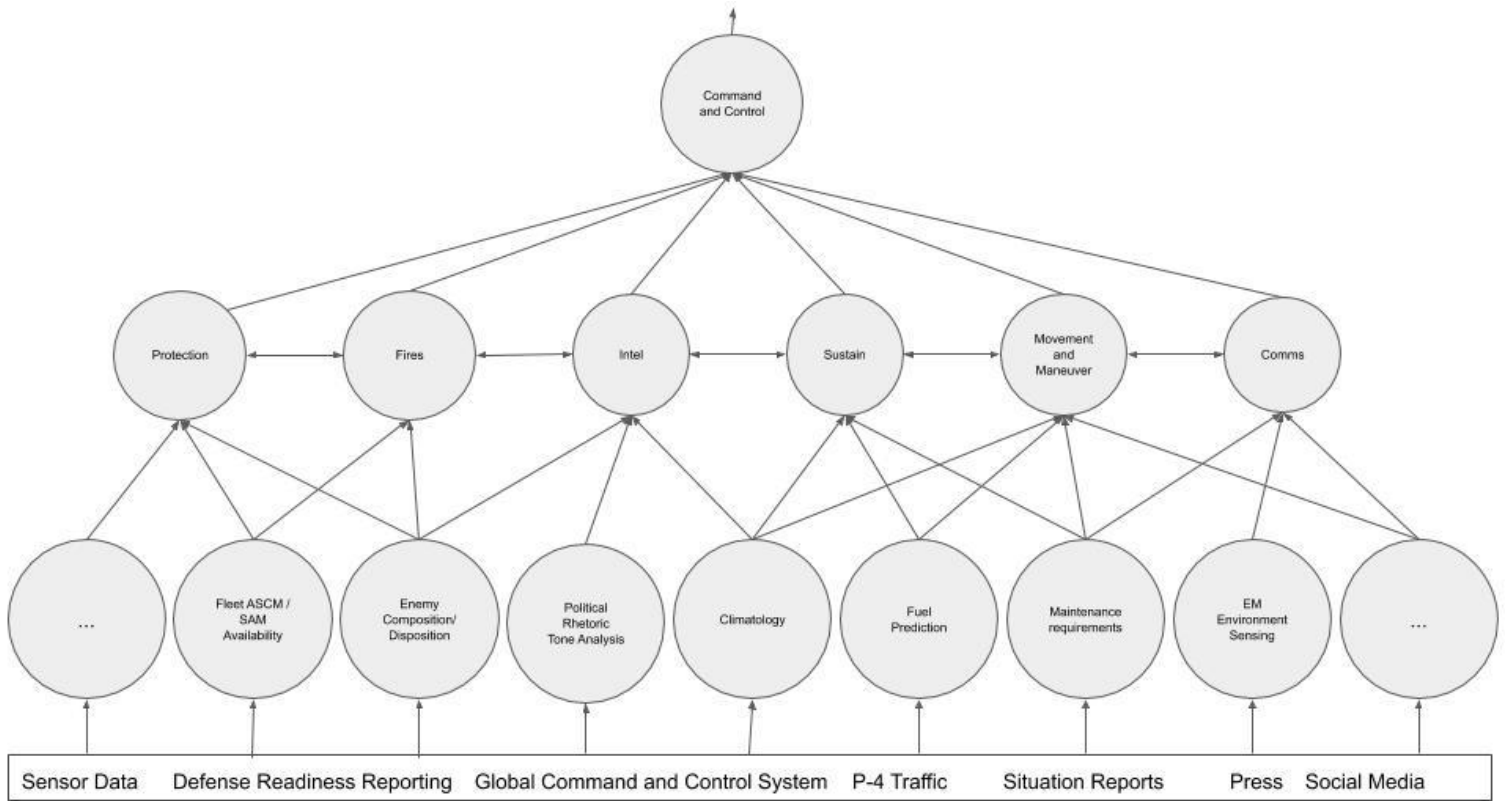 Command
and Control
Protection
Fires
Intel
Sustain
Movement
and
Maneuver
Comms
...
Fleet ASCM /
SAM
Availability
Enemy
Composition/
Disposition
Political
Rhetoric
Tone Analysis
Climatology
Fuel
Prediction
Maintenance
requirements
EM
Environment
Sensing
...
Sensor Data Defense Readiness Reporting Global Command and Control System P-4 Traffic Situation Reports Press Social Media